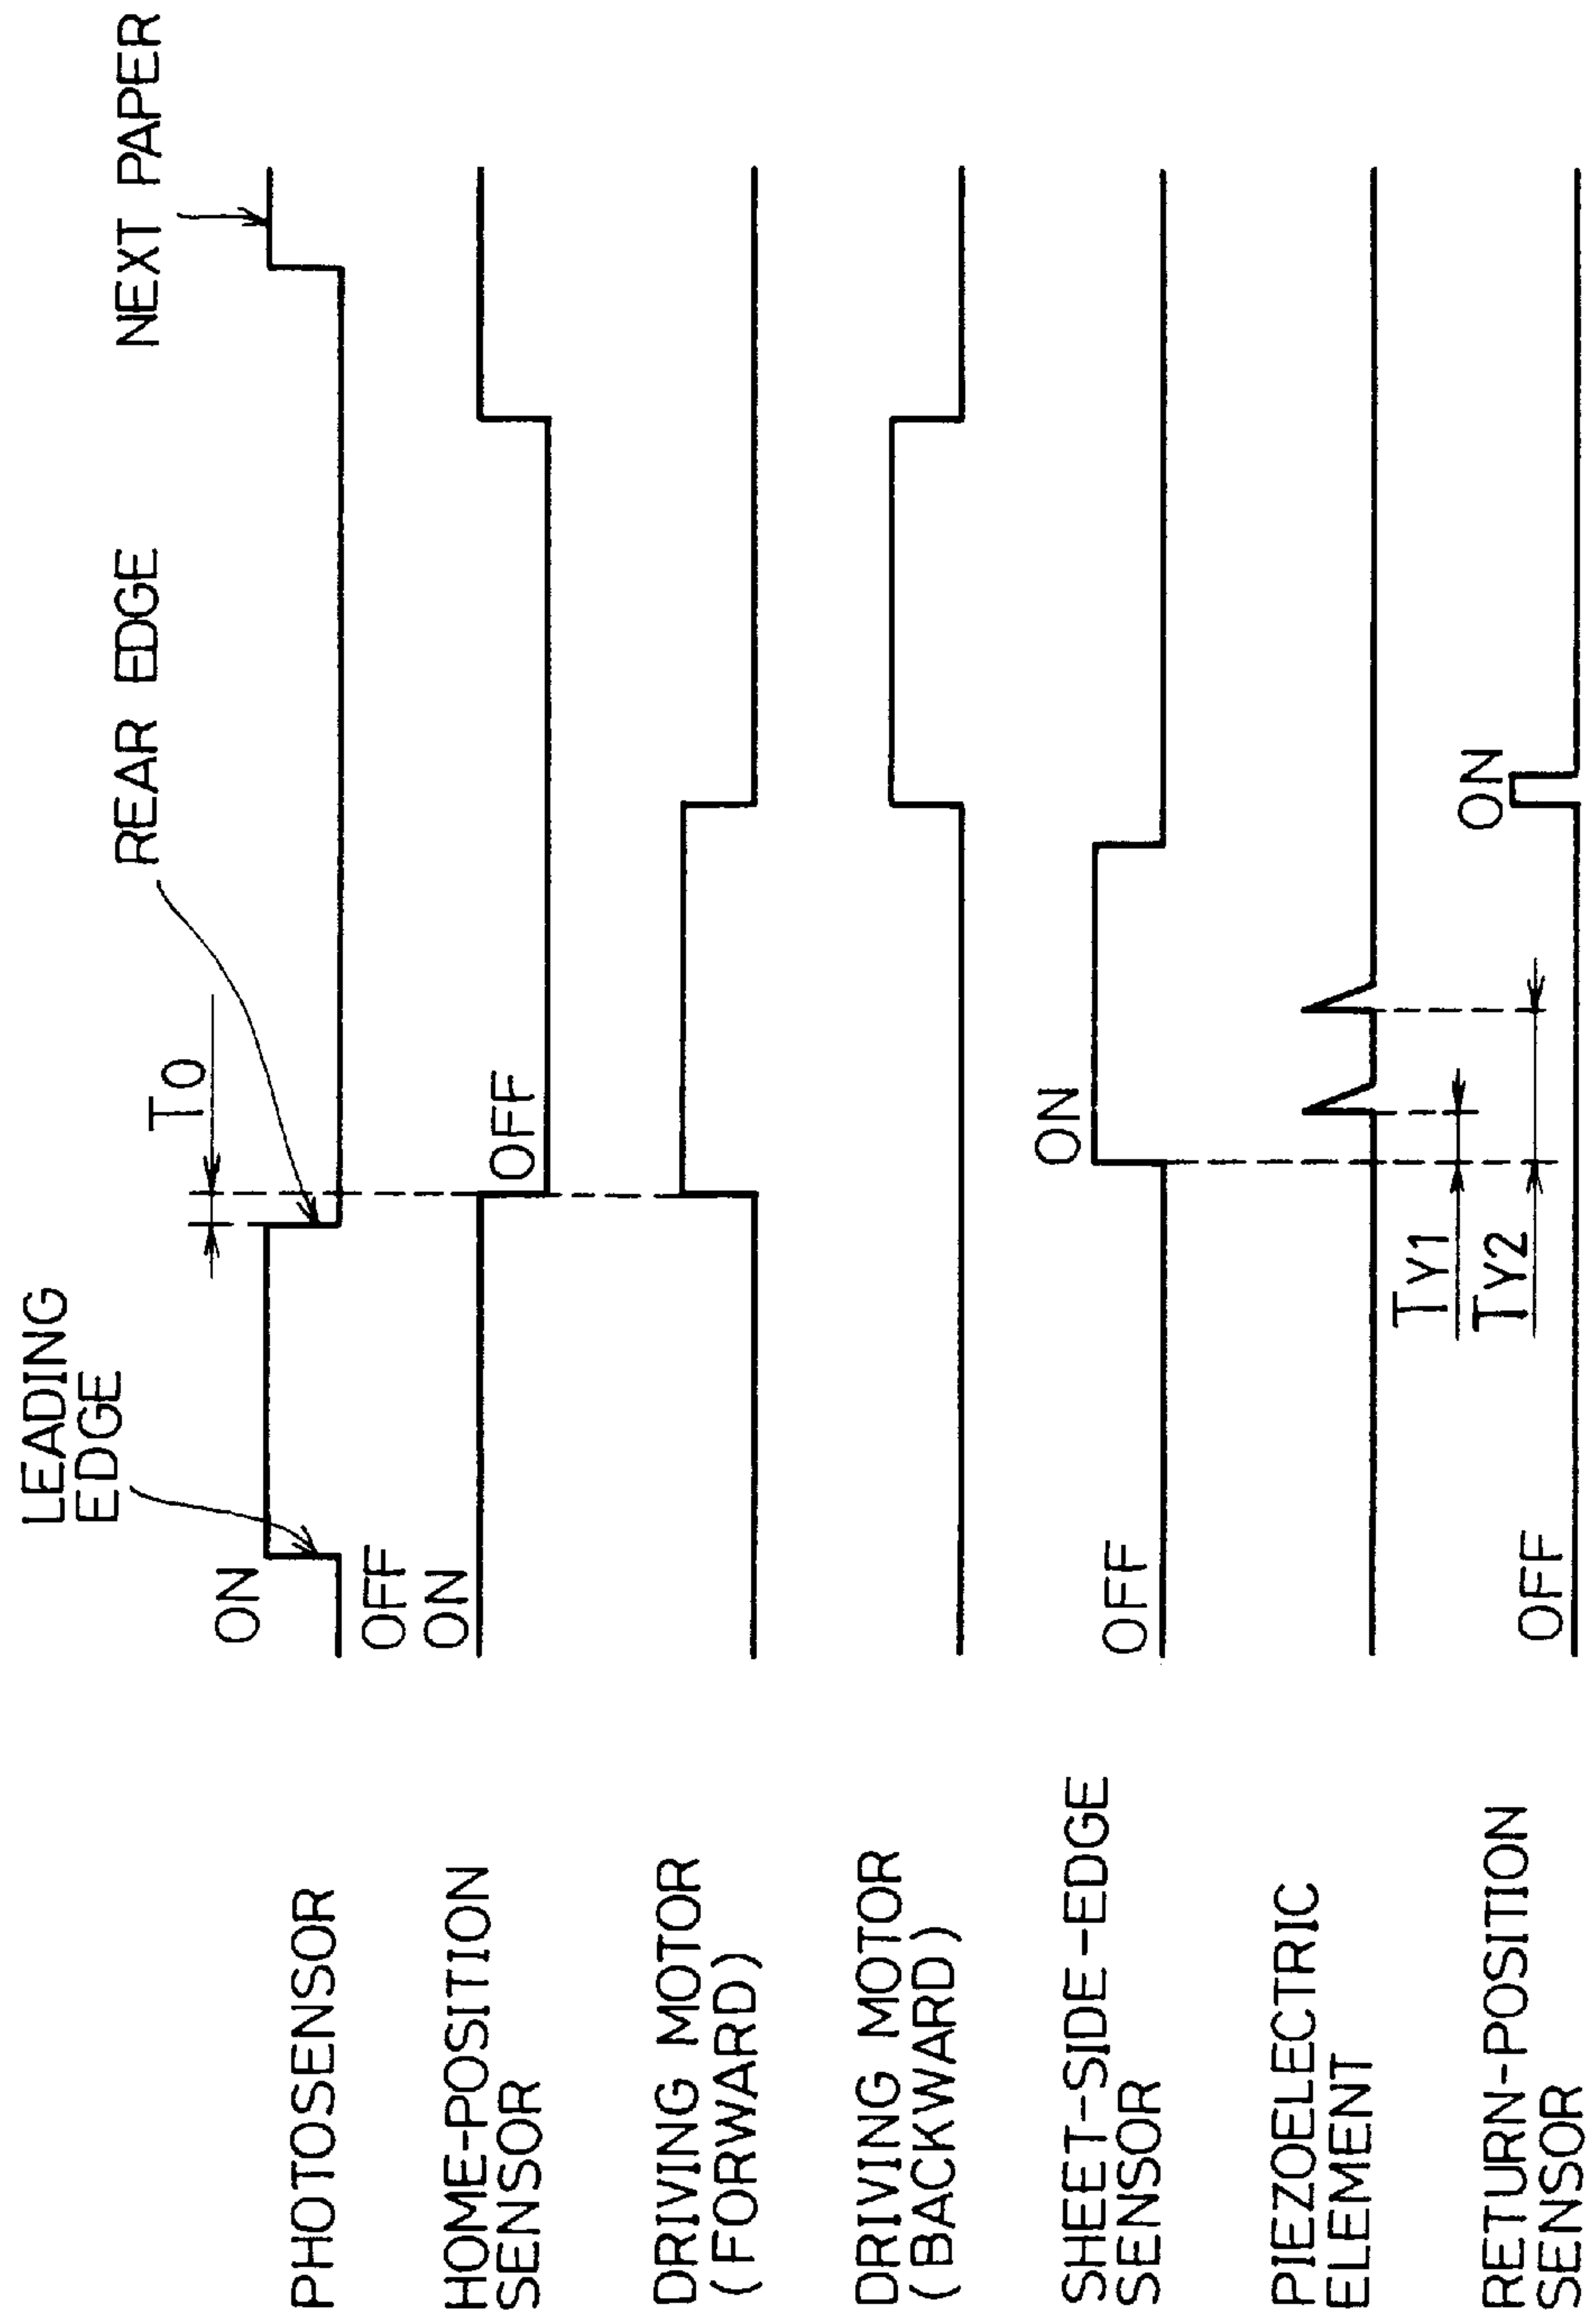 LEADING
EDGE
REAR EDGE
NEXT PAPER
TO
PHOTOSENSOR
ON
OFF
HOME-POSITION
SENSOR
ON
OFF
DRIVING MOTOR
(FORWARD)
DRIVING MOTOR
(BACKWARD)
SHEET-SIDE-EDGE
SENSOR
OFF
ON
PIEZOELECTRIC
ELEMENT
TY1
TY2
RETURN-POSITION
SENSOR
OFF
ON